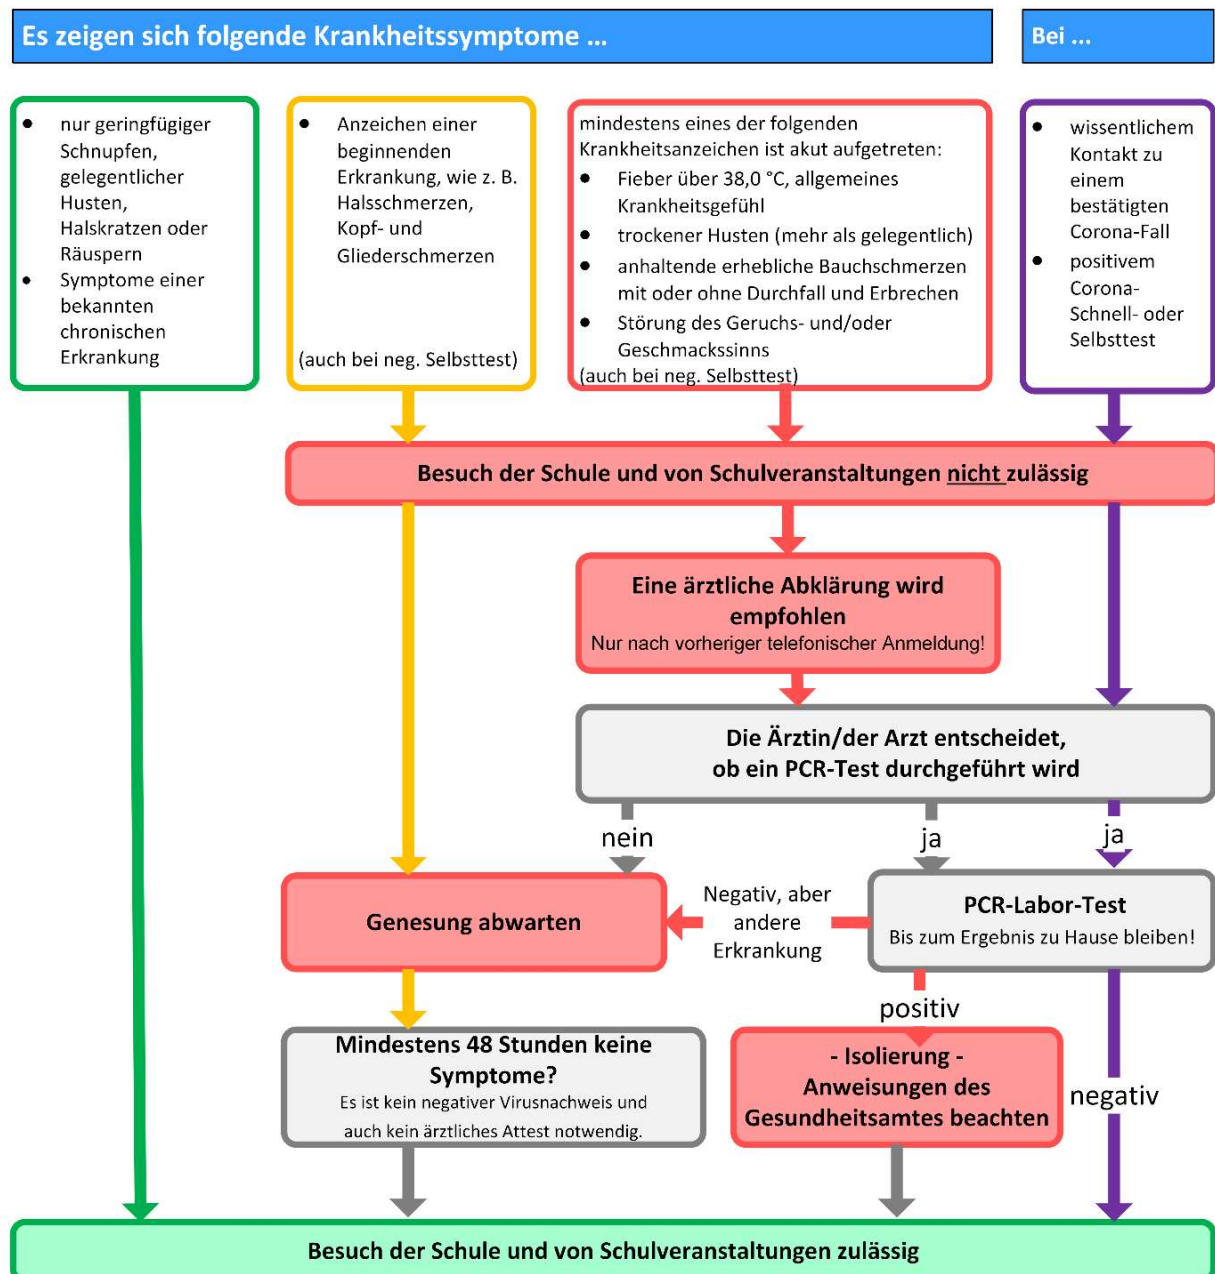 Es zeigen sich folgende Krankheitssymptome ...
Bei ...
nur geringfügiger
Schnupfen,
gelegentlicher
Husten,
Halskratzen oder
Räuspern
Symptome einer
bekannten
chronischen
Erkrankung
Anzeichen einer
beginnenden
Erkrankung, wie z. B.
Halsschmerzen,
Kopf- und
Gliederschmerzen
(auch bei neg. Selbsttest)
mindestens eines der folgenden
Krankheitsanzeichen ist akut aufgetreten:
Fieber über 38,0 °C, allgemeines
Krankheitsgefühl
trockener Husten (mehr als gelegentlich)
anhaltende erhebliche Bauchschmerzen
mit oder ohne Durchfall und Erbrechen
Störung des Geruchs- und/oder
Geschmackssinns
(auch bei neg. Selbsttest)
wissentlichem
Kontakt zu
einem
bestätigten
Corona-Fall
positivem
Corona-
Schnell- oder
Selbsttest
Besuch der Schule und von Schulveranstaltungen nicht zulässig
Eine ärztliche Abklärung wird
empfohlen
Nur nach vorheriger telefonischer Anmeldung!
Die Ärztin/der Arzt entscheidet,
ob ein PCR-Test durchgeführt wird
nein
ja
ja
Genesung abwarten
Negativ, aber
andere
Erkrankung
PCR-Labor-Test
Bis zum Ergebnis zu Hause bleiben!
positiv
negativ
Mindestens 48 Stunden keine
Symptome?
Es ist kein negativer Virusnachweis und
auch kein ärztliches Attest notwendig.
- Isolierung -
Anweisungen des
Gesundheitsamtes beachten
Besuch der Schule und von Schulveranstaltungen zulässig